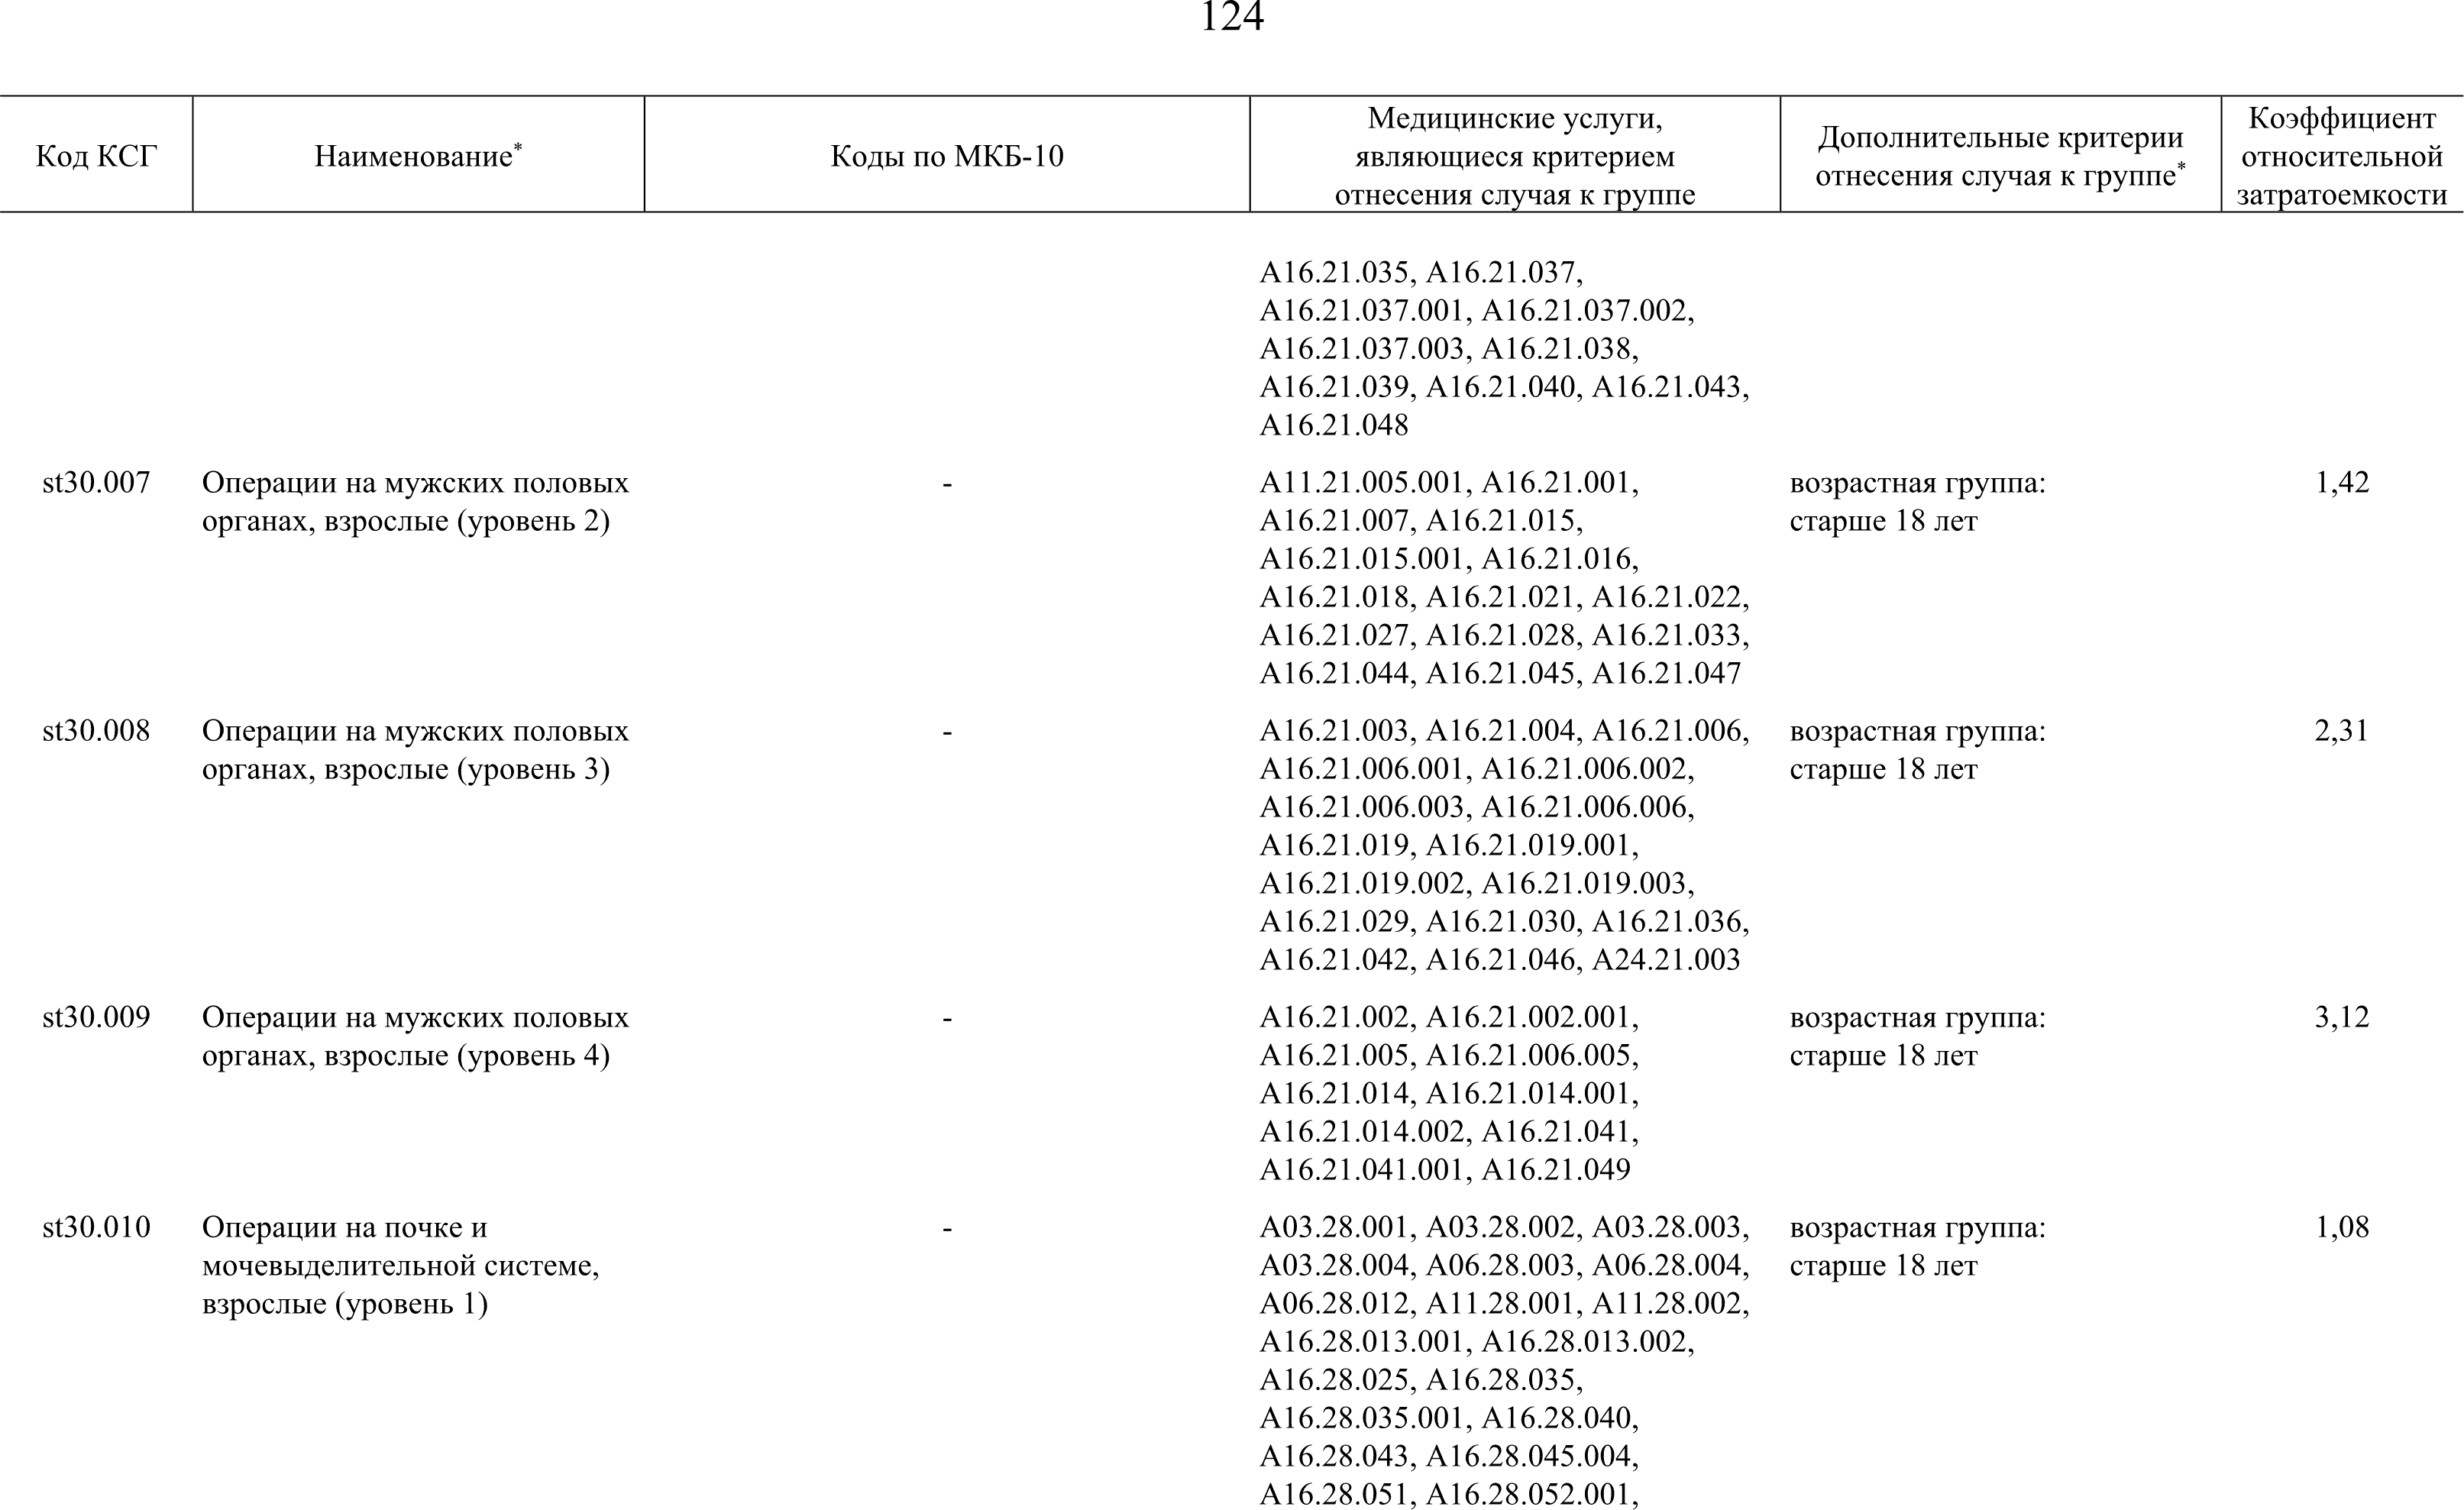 124
Код КСГ
Наименование*
Коды по МКБ-10
Медицинские услуги,
являющиеся критерием
отнесения случая к группе
Дополнительные критерии
отнесения случая к группе*
Коэффициент
относительной
затратоемкости
A16.21.035, A16.21.037,
A16.21.037.001, A16.21.037.002,
A16.21.037.003, A16.21.038,
A16.21.039, A16.21.040, A16.21.043,
A16.21.048
st30.007
Операции на мужских половых
органах, взрослые (уровень 2)
-
A11.21.005.001, A16.21.001,
A16.21.007, A16.21.015,
A16.21.015.001, A16.21.016,
A16.21.018, A16.21.021, A16.21.022,
A16.21.027, A16.21.028, A16.21.033,
A16.21.044, A16.21.045, A16.21.047
возрастная группа:
старше 18 лет
1,42
st30.008
Операции на мужских половых
органах, взрослые (уровень 3)
-
A16.21.003, A16.21.004, A16.21.006,
A16.21.006.001, A16.21.006.002,
A16.21.006.003, A16.21.006.006,
A16.21.019, A16.21.019.001,
A16.21.019.002, A16.21.019.003,
A16.21.029, A16.21.030, A16.21.036,
A16.21.042, A16.21.046, A24.21.003
возрастная группа:
старше 18 лет
2,31
st30.009
Операции на мужских половых
органах, взрослые (уровень 4)
-
A16.21.002, A16.21.002.001,
A16.21.005, A16.21.006.005,
A16.21.014, A16.21.014.001,
A16.21.014.002, A16.21.041,
A16.21.041.001, A16.21.049
возрастная группа:
старше 18 лет
3,12
st30.010
Операции на почке и
мочевыделительной системе,
взрослые (уровень 1)
-
A03.28.001, A03.28.002, A03.28.003,
A03.28.004, A06.28.003, A06.28.004,
A06.28.012, A11.28.001, A11.28.002,
A16.28.013.001, A16.28.013.002,
A16.28.025, A16.28.035,
A16.28.035.001, A16.28.040,
A16.28.043, A16.28.045.004,
A16.28.051, A16.28.052.001,
возрастная группа:
старше 18 лет
1,08